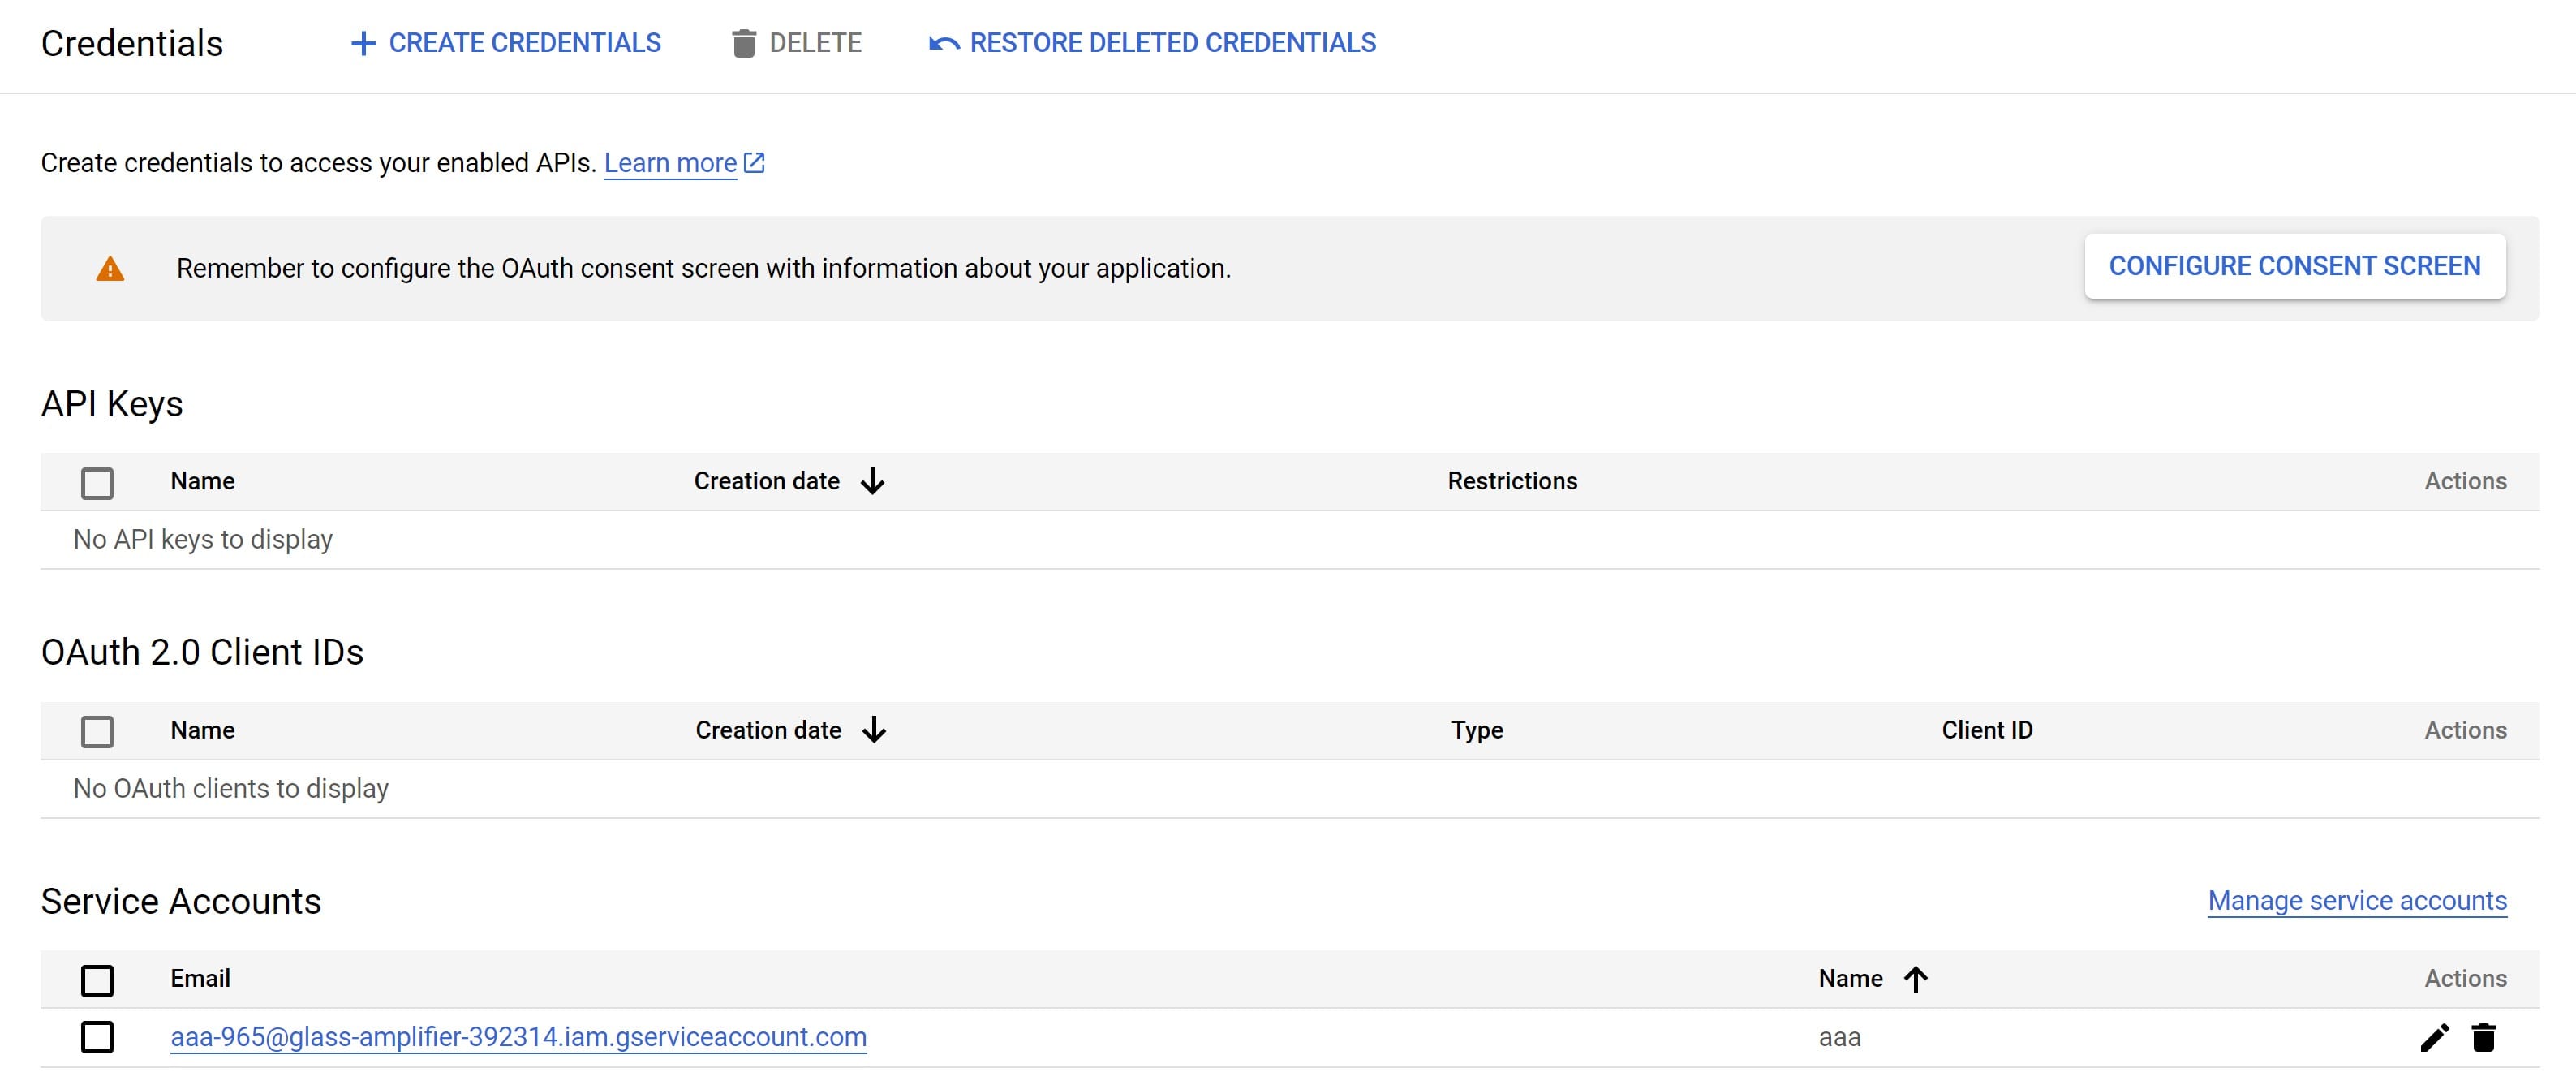 Credentials CREATE CREDENTIALS DELETE RESTORE DELETED CREDENTIALS
Create credentials to access your enabled APIs. Learn more
Remember to configure the OAuth consent screen with information about your application. CONFIGURE CONSENT SCREEN
API Keys
Name Creation date Restrictions Actions
No API keys to display
OAuth 2.0 Client IDs
Name Creation date Type Client ID Actions
No OAuth clients to display
Service Accounts Manage service accounts
Email Name Actions
aaa-965@glass-amplifier-392314.iam.gserviceaccount.com aaa